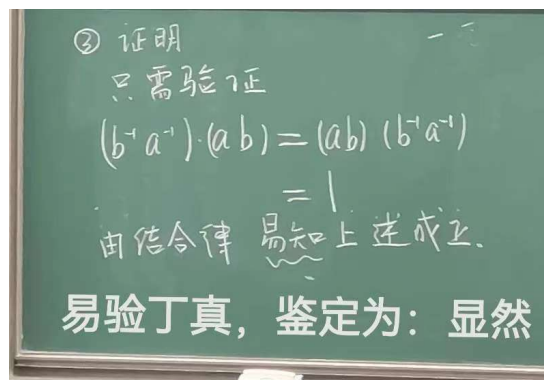 ③ 证明
只需验证
(b⁻¹a⁻¹)·(ab)=(ab)(b⁻¹a⁻¹)
=1
由结合律 易知上述成立.
易验丁真，鉴定为：显然